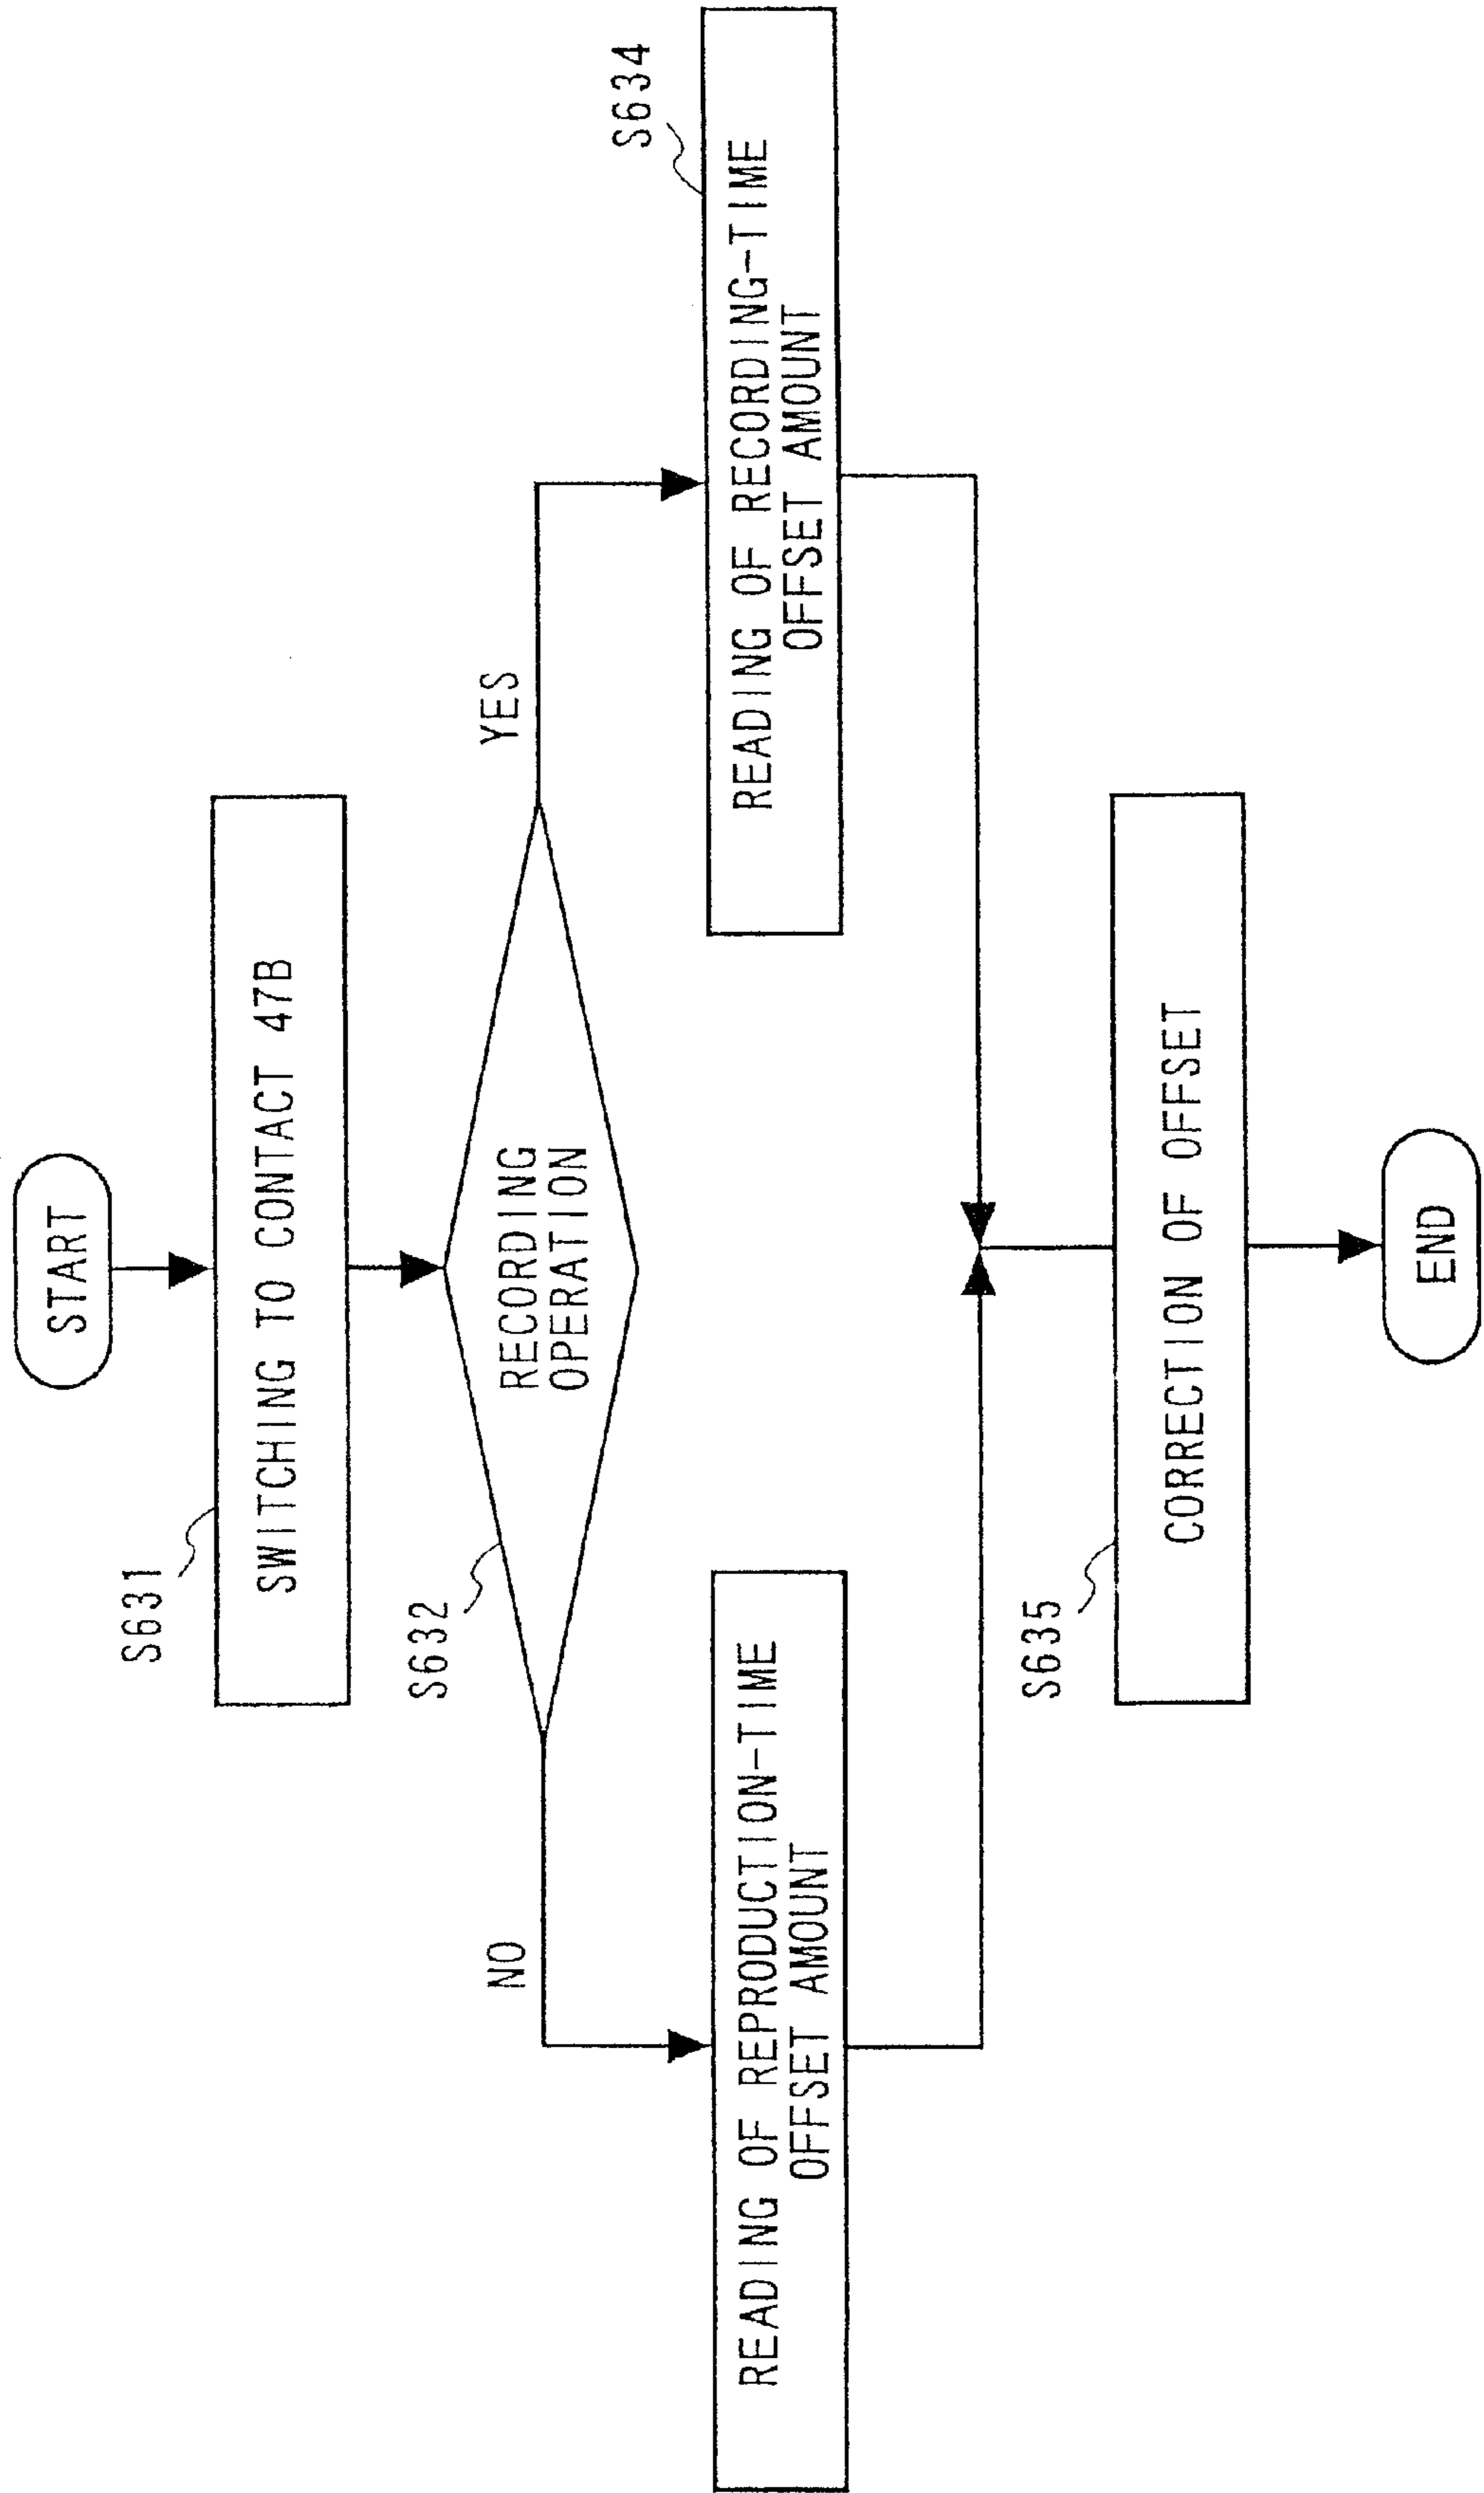 START
S631
SWITCHING TO CONTACT 47B
S632
RECORDING
OPERATION
NO
YES
READING OF REPRODUCTION-TIME
OFFSET AMOUNT
S634
READING OF RECORDING-TIME
OFFSET AMOUNT
S635
CORRECTION OF OFFSET
END